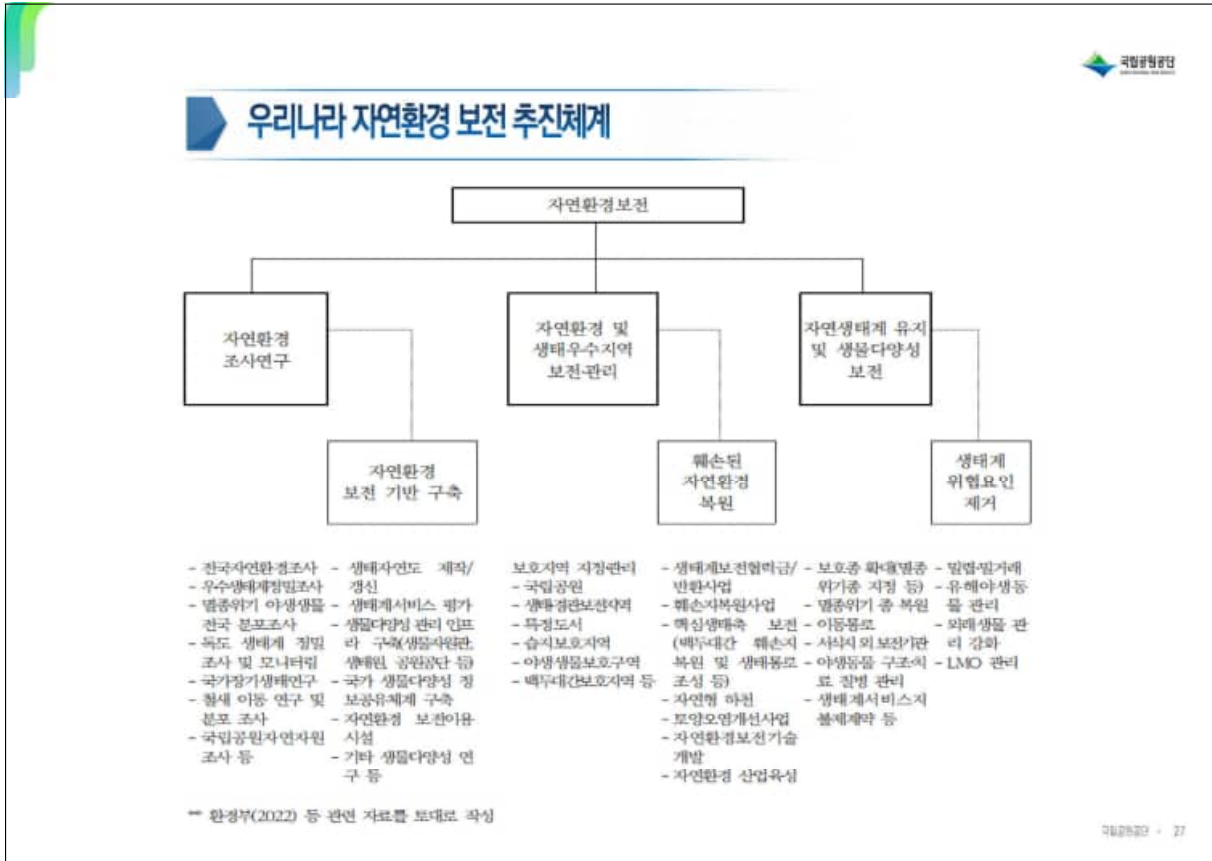 국립공원공단
우리나라 자연환경 보전 추진체계
자연환경보전
자연환경
조사연구
자연환경 및
생태우수지역
보전·관리
자연생태계 유지
및 생물다양성
보전
자연환경
보전 기반 구축
훼손된
자연환경
복원
생태계
위협요인
제거
- 전국자연환경조사
- 우수생태계정밀조사
- 멸종위기 야생생물
전국 분포조사
- 독도 생태계 정밀
조사 및 모니터링
- 국가장기생태연구
- 철새 이동 연구 및
분포 조사
- 국립공원자연자원
조사 등
- 생태자연도 제작/
갱신
- 생태계서비스 평가
- 생물다양성 관리 인프
라 구축(생물자원관,
생태원, 공원공단 등)
- 국가 생물다양성 정
보공유체계 구축
- 자연환경 보전이용
시설
- 기타 생물다양성 연
구 등
보호지역 지정·관리
- 국립공원
- 생태·경관보전지역
- 특정도서
- 습지보호지역
- 야생생물보호구역
- 백두대간보호지역 등
- 생태계보전협력금/
반환사업
- 훼손지복원사업
- 핵심생태축 보전
(백두대간 훼손지
복원 및 생태통로
조성 등)
- 자연형 하천
- 토양오염개선사업
- 자연환경보전기술
개발
- 자연환경 산업육성
- 보호종 확대(멸종
위기종 지정 등)
- 멸종위기 종 복원
- 이동통로
- 서식지 외 보전기관
- 야생동물 구조·치
료 질병 관리
- 생태계서비스지
불제계약 등
- 밀렵·밀거래
- 유해야생동
물 관리
- 외래생물 관
리 강화
- LMO 관리
** 환경부(2022) 등 관련 자료를 토대로 작성
국립공원공단 - 27